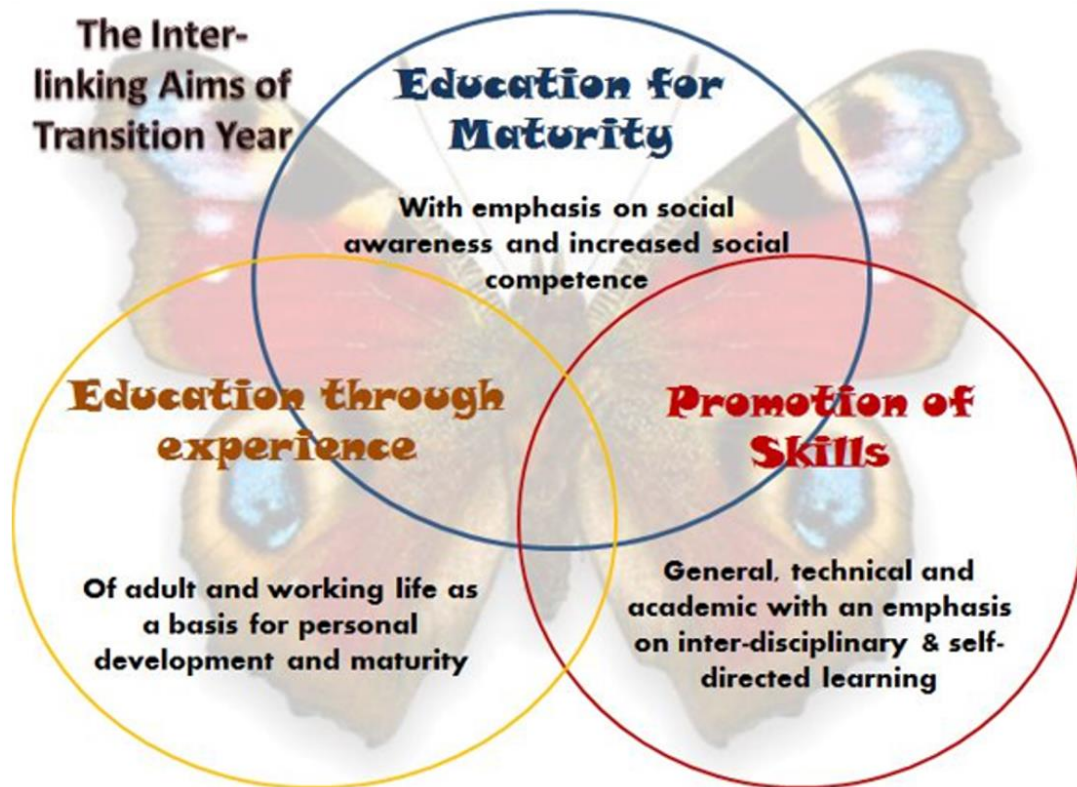 The Inter-
linking Aims of
Transition Year
Education for
Maturity
With emphasis on social
awareness and increased social
competence
Education through
experience
Of adult and working life as
a basis for personal
development and maturity
Promotion of
Skills
General, technical and
academic with an emphasis
on inter-disciplinary & self-
directed learning